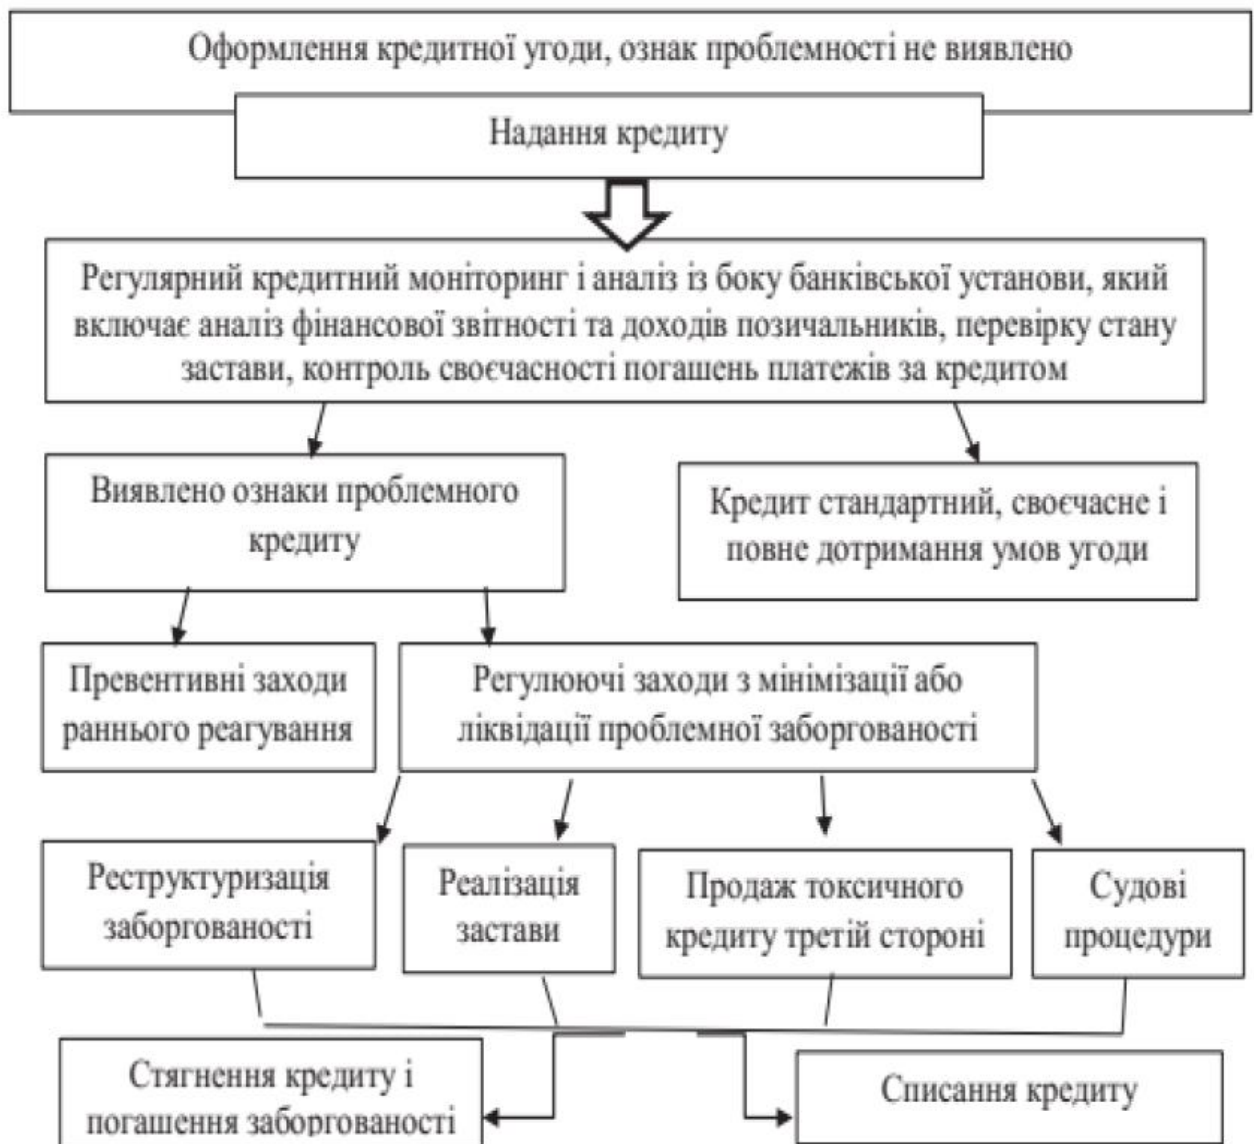 Оформлення кредитної угоди, ознак проблемності не виявлено
Надання кредиту
Регулярний кредитний моніторинг і аналіз із боку банківської установи, який
включає аналіз фінансової звітності та доходів позичальників, перевірку стану
застави, контроль своєчасності погашень платежів за кредитом
Виявлено ознаки проблемного
кредиту
Кредит стандартний, своєчасне і
повне дотримання умов угоди
Превентивні заходи
раннього реагування
Регулюючі заходи з мінімізації або
ліквідації проблемної заборгованості
Реструктуризація
заборгованості
Реалізація
застави
Продаж токсичного
кредиту третій стороні
Судові
процедури
Стягнення кредиту і
погашення заборгованості
Списання кредиту